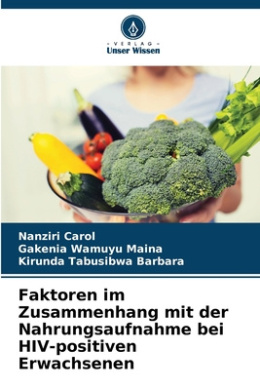 VERLAG
Unser Wissen
Nanziri Carol
Gakenia Wamuyu Maina
Kirunda Tabusibwa Barbara
Faktoren im
Zusammenhang mit der
Nahrungsaufnahme bei
HIV-positiven
Erwachsenen